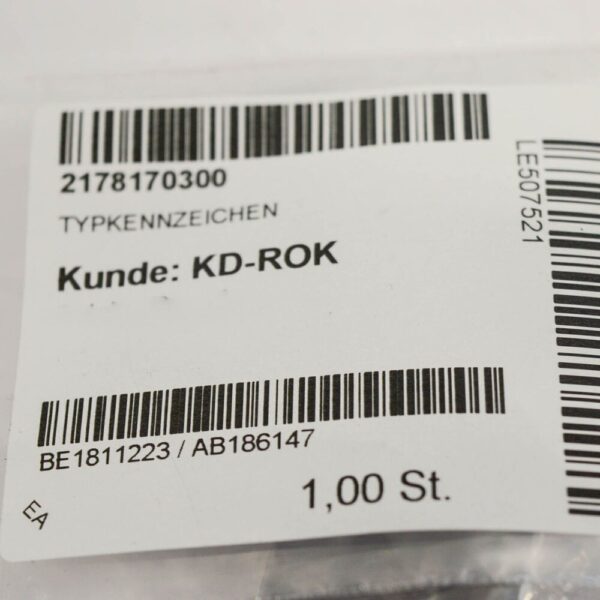 2178170300
TYPKENNZEICHEN
Kunde: KD-ROK
LE507521
BE1811223 / AB186147
1,00 St.
EA